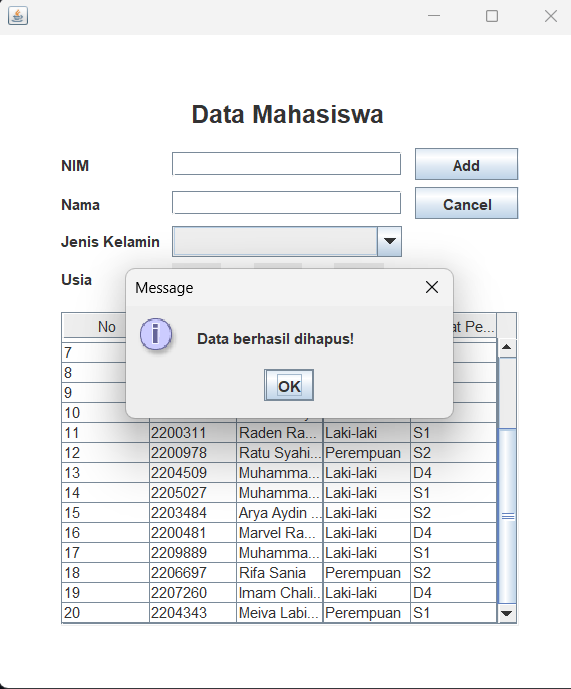 Data Mahasiswa
NIM Add
Nama Cancel
Jenis Kelamin
Usia
Message
Data berhasil dihapus!
OK
No at Pe...
7
8
9
10
11 2200311 Raden Ra... Laki-laki S1
12 2200978 Ratu Syahi... Perempuan S2
13 2204509 Muhamma... Laki-laki D4
14 2205027 Muhamma... Laki-laki S1
15 2203484 Arya Aydin ... Laki-laki S2
16 2200481 Marvel Ra... Laki-laki D4
17 2209889 Muhamma... Laki-laki S1
18 2206697 Rifa Sania Perempuan S2
19 2207260 Imam Chali... Laki-laki D4
20 2204343 Meiva Labi... Perempuan S1